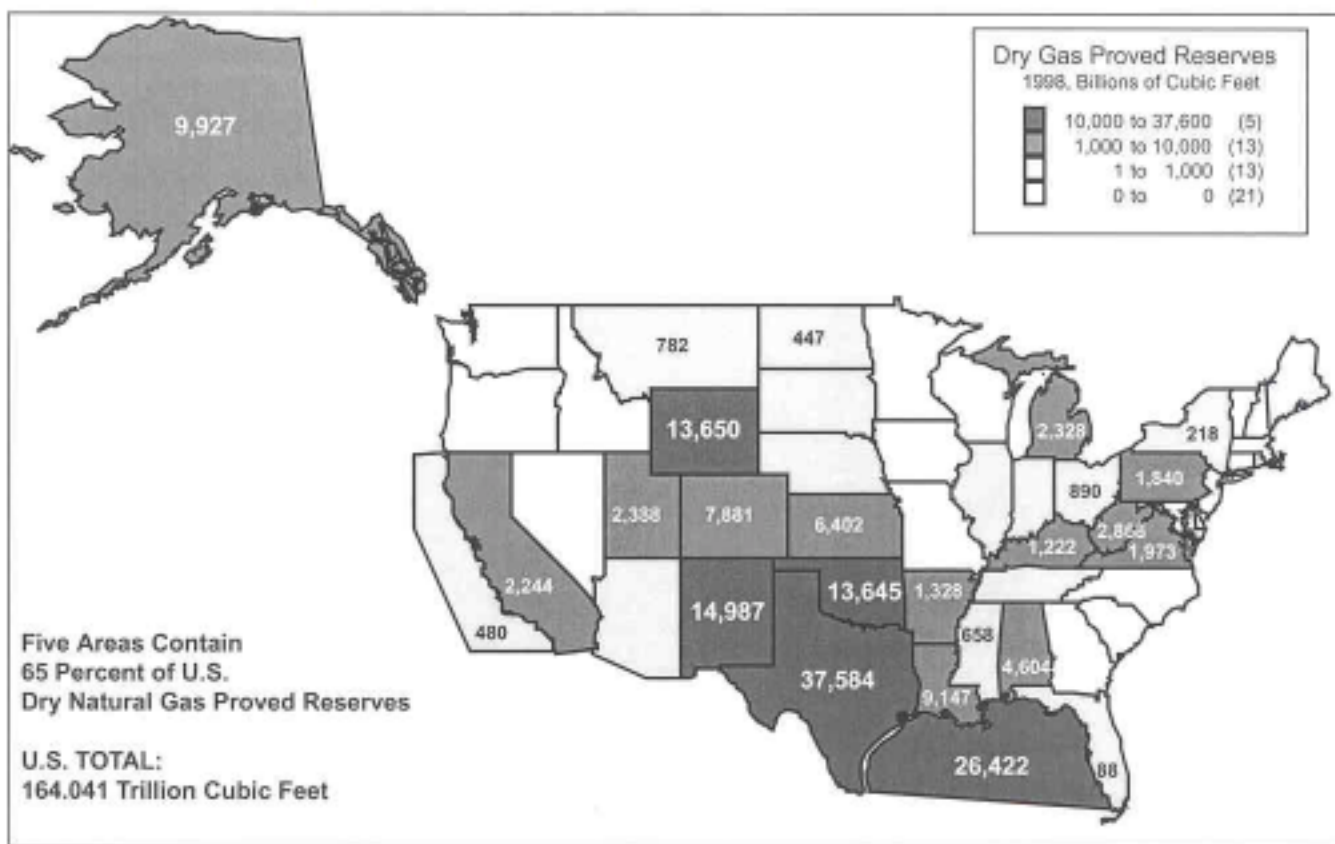 Dry Gas Proved Reserves
1998, Billions of Cubic Feet
10,000 to 37,600 (5)
1,000 to 10,000 (13)
1 to 1,000 (13)
0 to 0 (21)
9,927
782
447
13,650
2,328
218
1,840
890
2,388
7,881
6,402
2,868
1,222
1,973
2,244
13,645
1,328
14,987
480
658
4,604
37,584
9,147
26,422
88
Five Areas Contain
65 Percent of U.S.
Dry Natural Gas Proved Reserves
U.S. TOTAL:
164.041 Trillion Cubic Feet